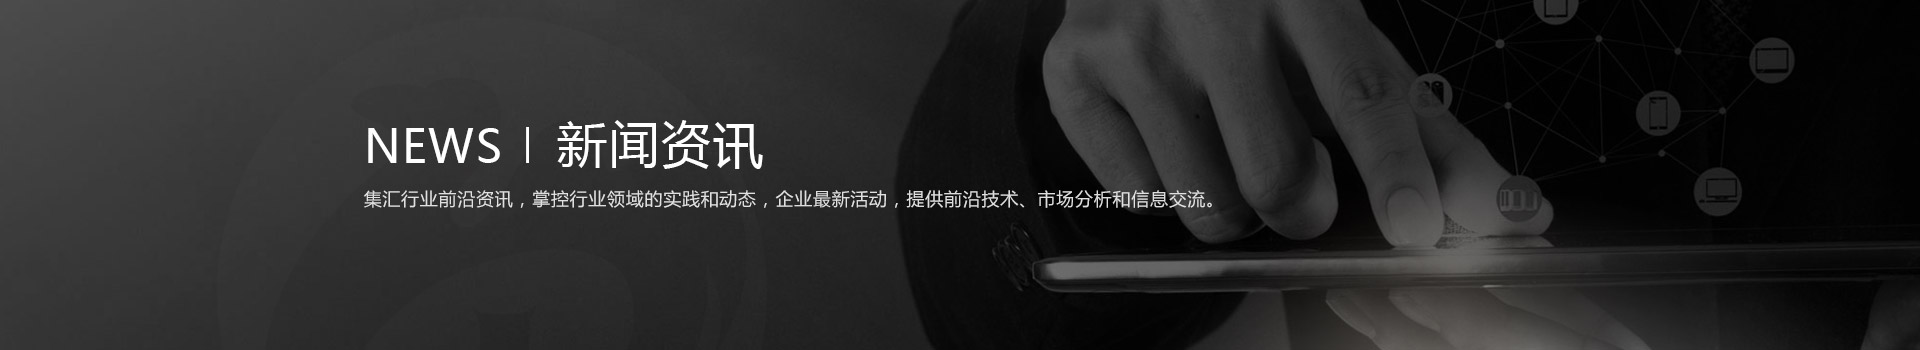 NEWS | 新闻资讯
集汇行业前沿资讯，掌控行业领域的实践和动态，企业最新活动，提供前沿技术、市场分析和信息交流。